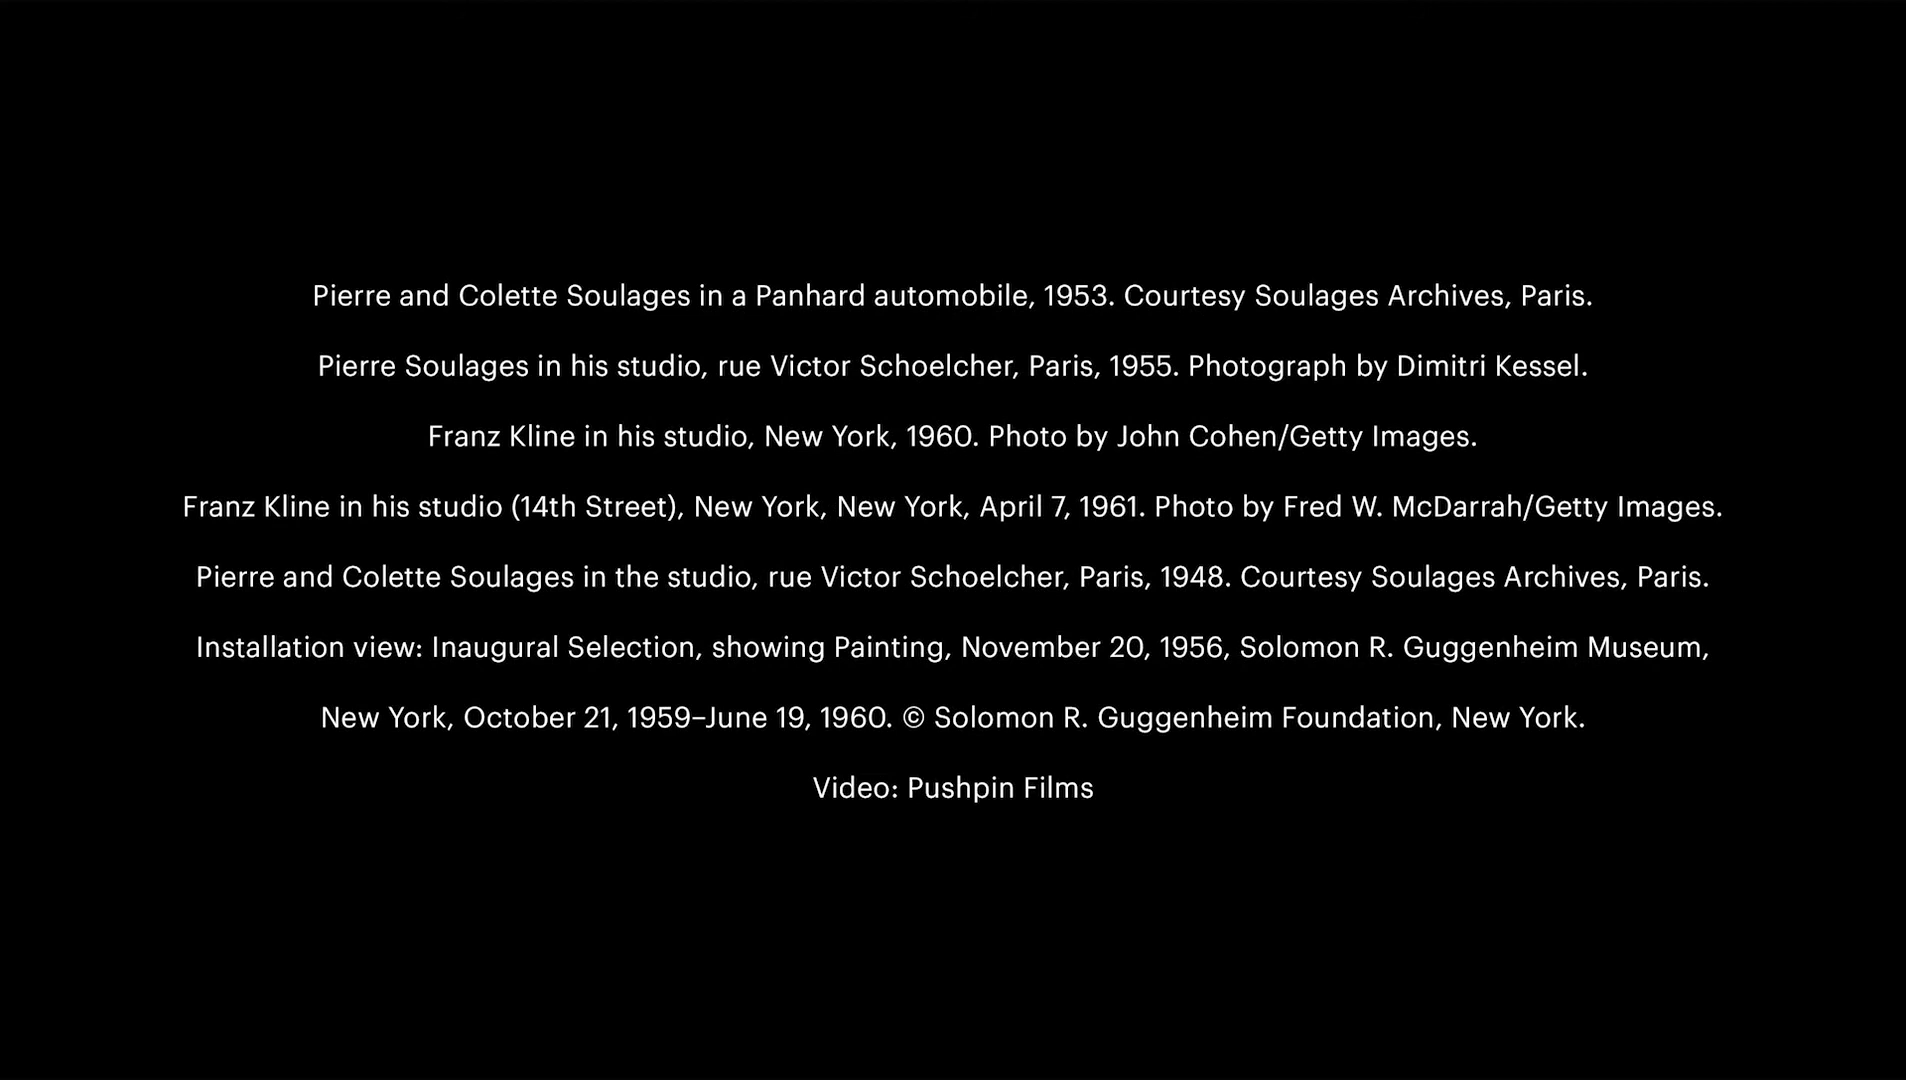 Pierre and Colette Soulages in a Panhard automobile, 1953. Courtesy Soulages Archives, Paris.
Pierre Soulages in his studio, rue Victor Schoelcher, Paris, 1955. Photograph by Dimitri Kessel.
Franz Kline in his studio, New York, 1960. Photo by John Cohen/Getty Images.
Franz Kline in his studio (14th Street), New York, New York, April 7, 1961. Photo by Fred W. McDarrah/Getty Images.
Pierre and Colette Soulages in the studio, rue Victor Schoelcher, Paris, 1948. Courtesy Soulages Archives, Paris.
Installation view: Inaugural Selection, showing Painting, November 20, 1956, Solomon R. Guggenheim Museum,
New York, October 21, 1959–June 19, 1960. © Solomon R. Guggenheim Foundation, New York.
Video: Pushpin Films